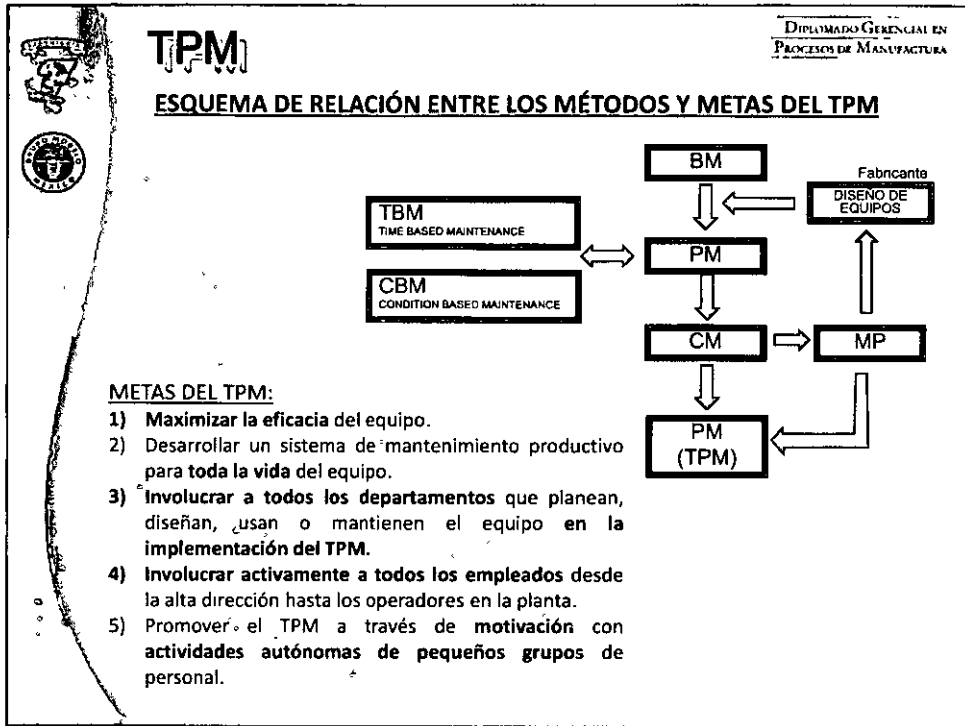 TPM
DIPLOMADO GERENCIAL EN
PROCESOS DE MANUFACTURA
ESQUEMA DE RELACIÓN ENTRE LOS MÉTODOS Y METAS DEL TPM
GRUPO MODELO
MÉXICO
BM
Fabricante
DISEÑO DE
EQUIPOS
TBM
TIME BASED MAINTENANCE
PM
CBM
CONDITION BASED MAINTENANCE
CM
MP
PM
(TPM)
METAS DEL TPM:
1) Maximizar la eficacia del equipo.
2) Desarrollar un sistema de mantenimiento productivo
para toda la vida del equipo.
3) Involucrar a todos los departamentos que planean,
diseñan, usan o mantienen el equipo en la
implementación del TPM.
4) Involucrar activamente a todos los empleados desde
la alta dirección hasta los operadores en la planta.
5) Promover el TPM a través de motivación con
actividades autónomas de pequeños grupos de
personal.